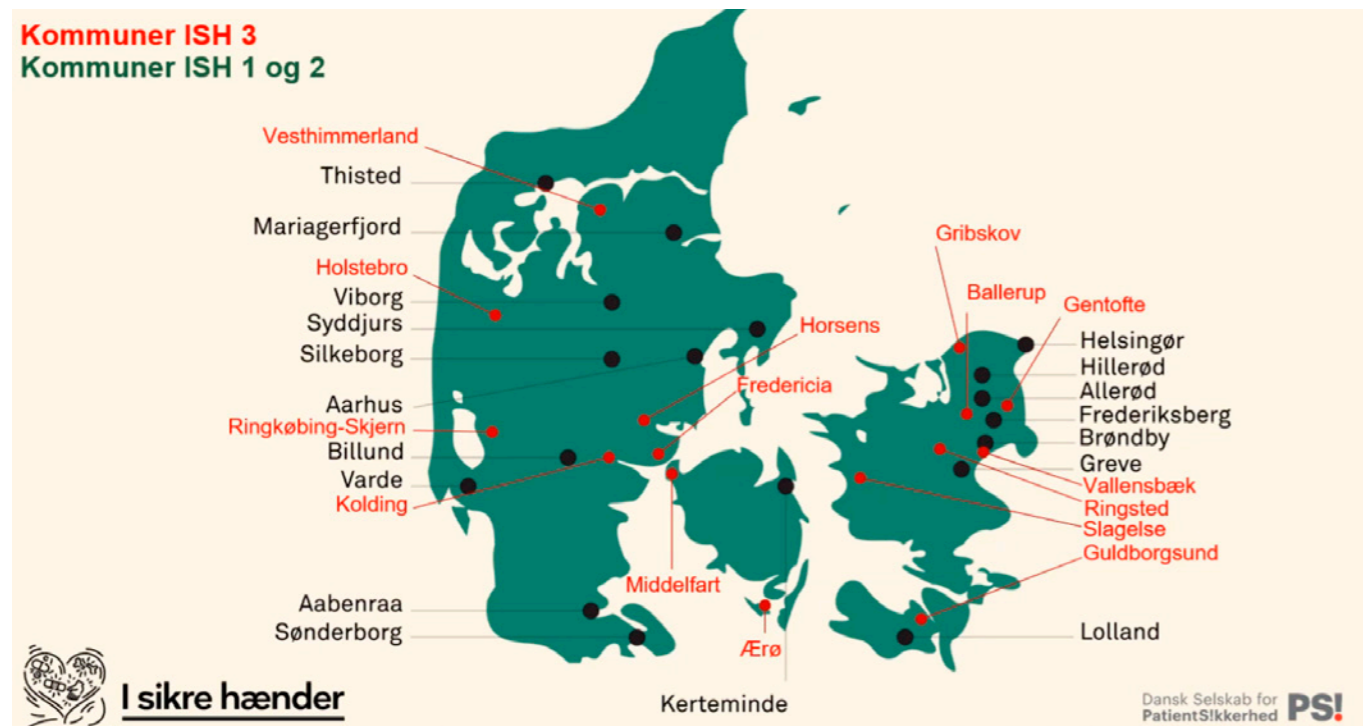 Kommuner ISH 3
Kommuner ISH 1 og 2
Vesthimmerland
Thisted
Mariagerfjord
Holstebro
Viborg
Syddjurs
Silkeborg
Aarhus
Ringkøbing-Skjern
Billund
Varde
Kolding
Aabenraa
Sønderborg
Horsens
Fredericia
Middelfart
Ærø
Kerteminde
Gribskov
Ballerup
Gentofte
Helsingør
Hillerød
Allerød
Frederiksberg
Brøndby
Greve
Vallensbæk
Ringsted
Slagelse
Guldborgsund
Lolland
I sikre hænder
Dansk Selskab for
PatientS!kkerhed
PS!